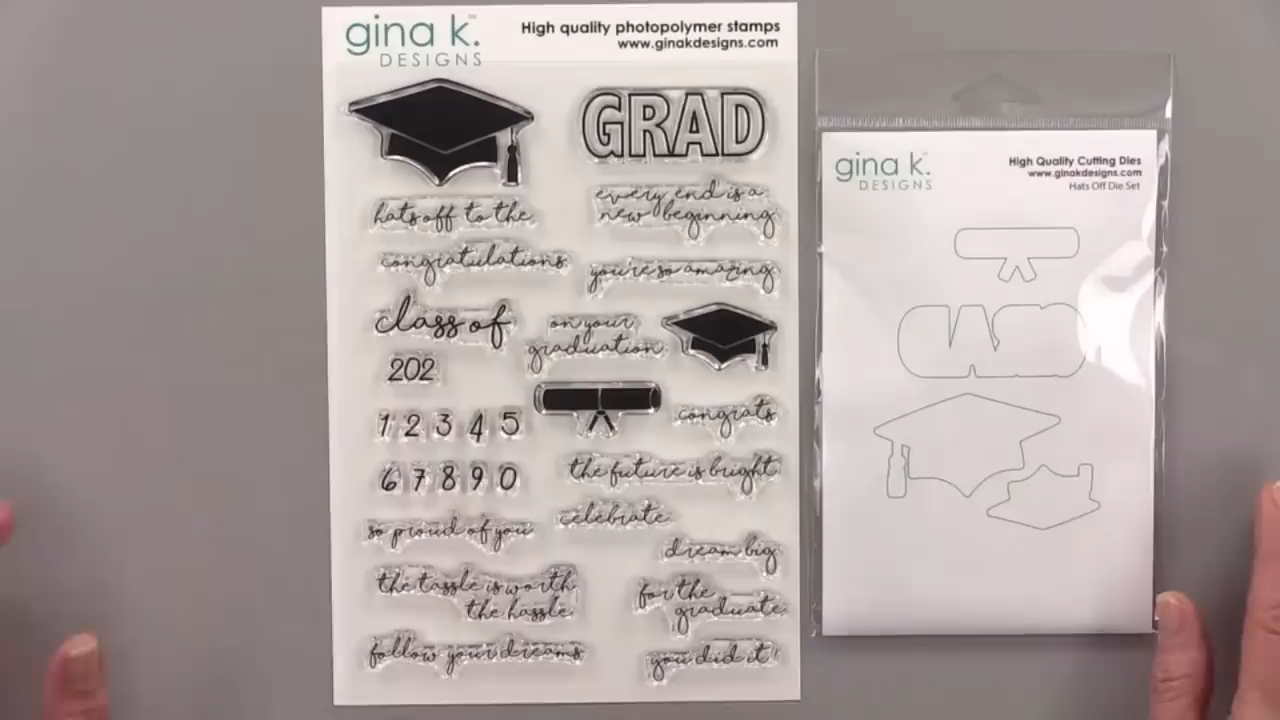 gina k.
DESIGNS
High quality photopolymer stamps
www.ginakdesigns.com
GRAD
hats off to the
every end is a
new beginning
congratulations
you're so amazing
class of
202
on your
graduation
1 2 3 4 5
congrats
6 7 8 9 0
the future is bright
celebrate
so proud of you
dream big
the tassle is worth
the hassle
for the
graduate
follow your dreams
you did it!
gina k.
DESIGNS
High Quality Cutting Dies
www.ginakdesigns.com
Hats Off Die Set